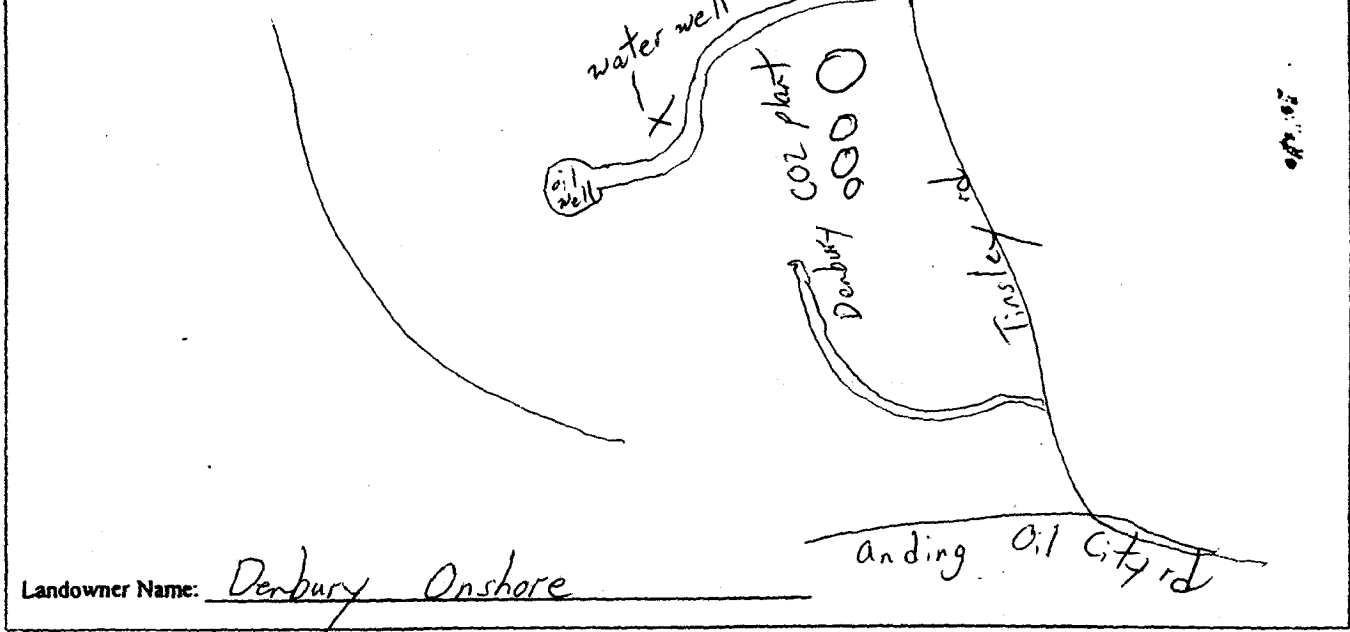 water well
oil
well
Denbury CO2 plant
Tinsley rd
anding Oil City rd
Landowner Name: Denbury Onshore